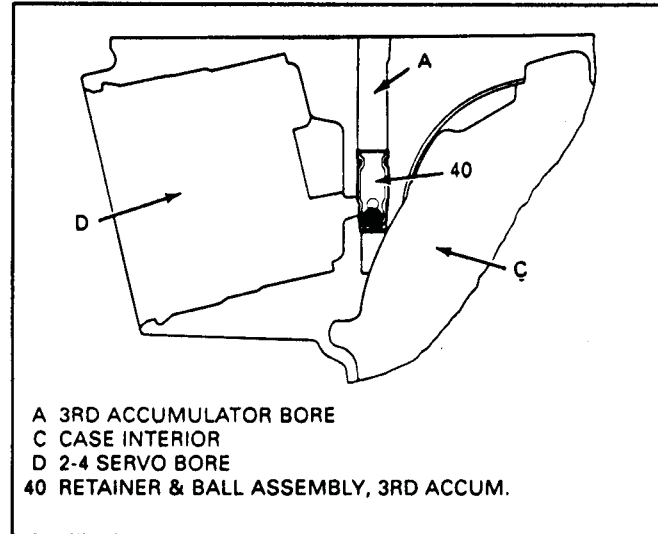 A
40
D
C
A 3RD ACCUMULATOR BORE
C CASE INTERIOR
D 2-4 SERVO BORE
40 RETAINER & BALL ASSEMBLY, 3RD ACCUM.